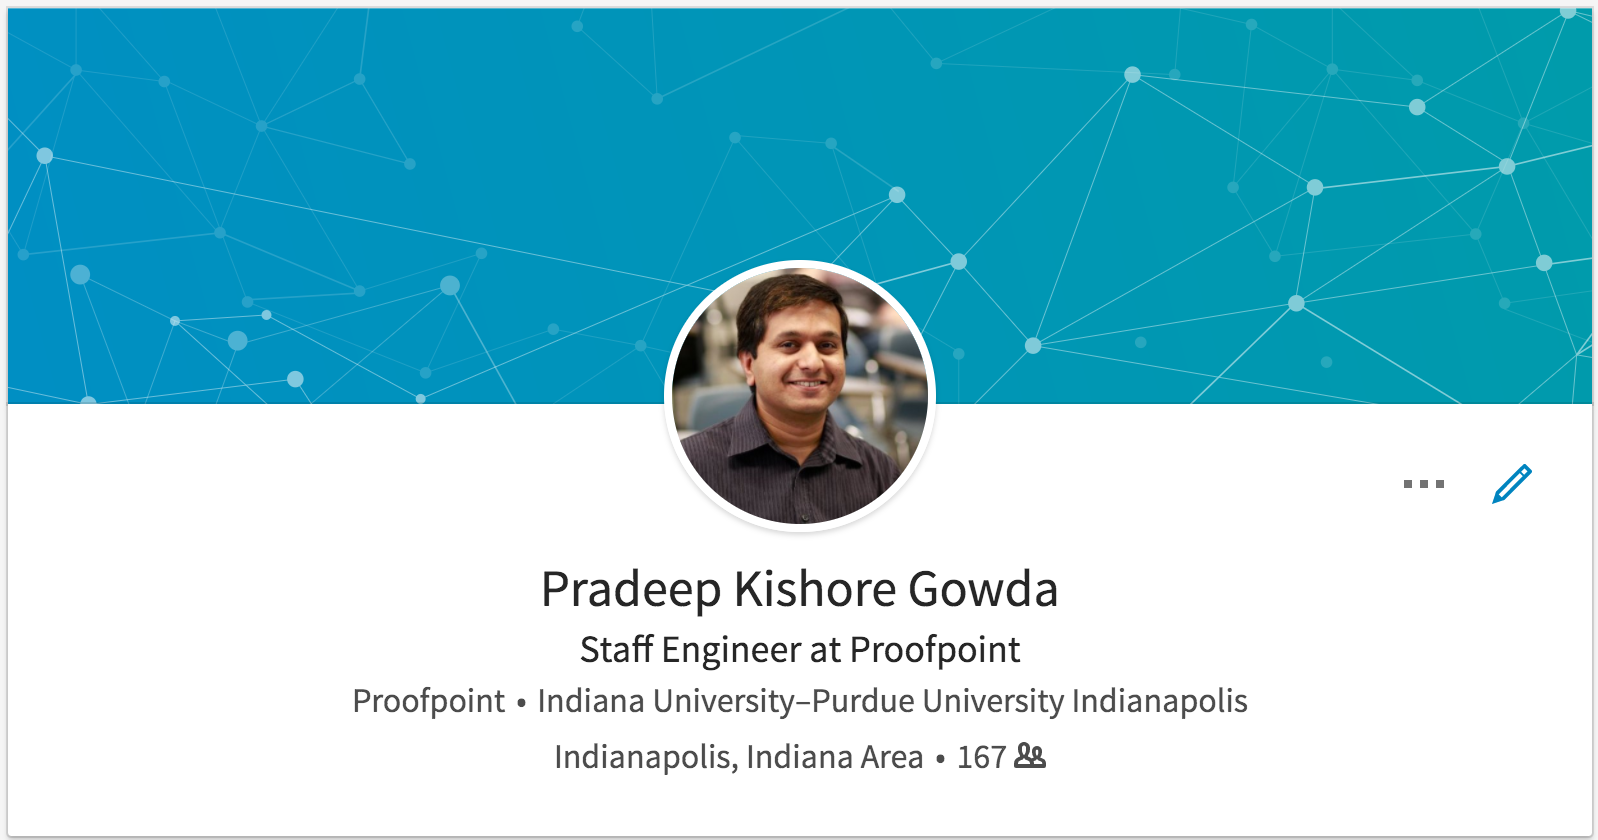 Pradeep Kishore Gowda
Staff Engineer at Proofpoint
Proofpoint • Indiana University–Purdue University Indianapolis
Indianapolis, Indiana Area • 167